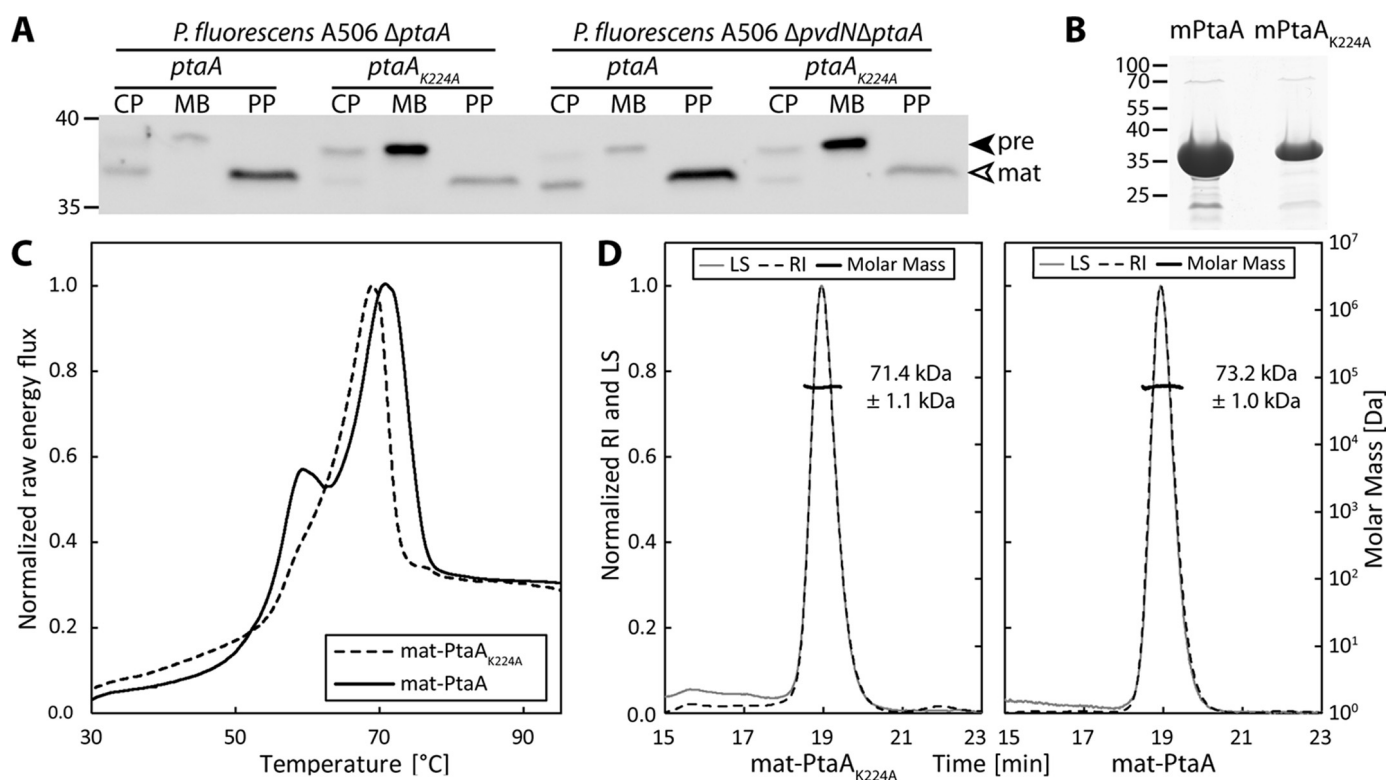 A
P. fluorescens A506 ΔptaA
P. fluorescens A506 ΔpvdNΔptaA
ptaA
ptaA_K224A
ptaA
ptaA_K224A
CP MB PP CP MB PP CP MB PP CP MB PP
40
35
pre
mat
B
mPtaA mPtaA_K224A
100
70
55
40
35
25
C
Normalized raw energy flux
1.0
0.8
0.6
0.4
0.2
0.0
30 50 70 90
Temperature [°C]
mat-PtaA_K224A
mat-PtaA
D
Normalized RI and LS
1.0
0.8
0.6
0.4
0.2
0.0
LS RI Molar Mass
71.4 kDa
± 1.1 kDa
15 17 19 21 23
mat-PtaA_K224A
Time [min]
LS RI Molar Mass
73.2 kDa
± 1.0 kDa
15 17 19 21 23
mat-PtaA
10⁷
10⁶
10⁵
10⁴
10³
10²
10¹
10⁰
Molar Mass [Da]